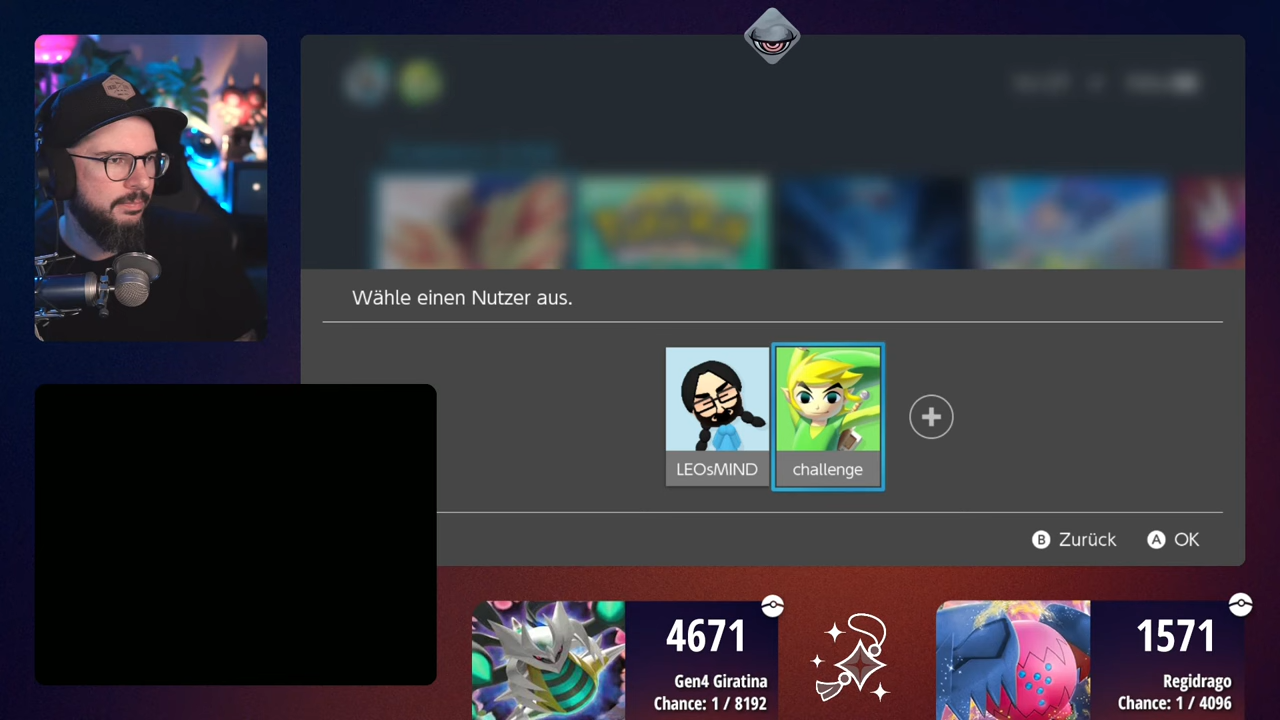 Wähle einen Nutzer aus.
LEOsMIND
challenge
B Zurück
A OK
4671
Gen4 Giratina
Chance: 1 / 8192
1571
Regidrago
Chance: 1 / 4096